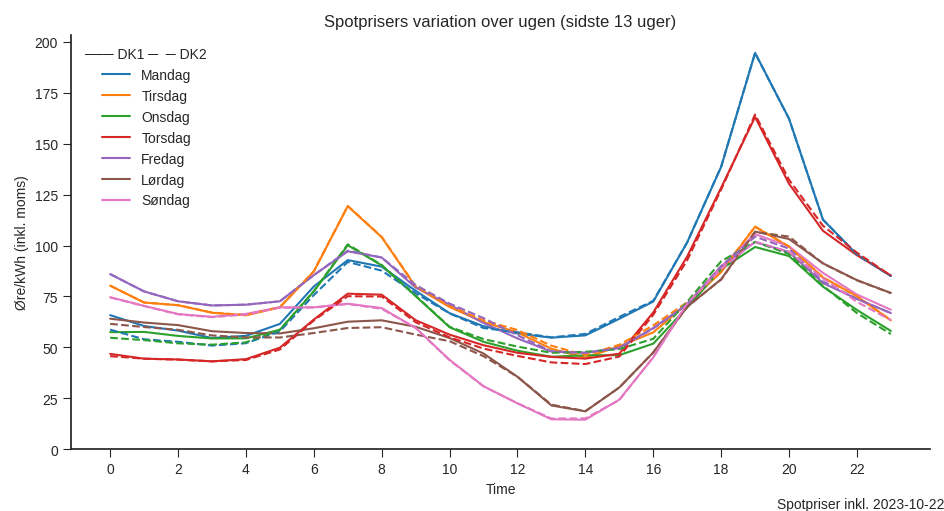 Spotprisers variation over ugen (sidste 13 uger)
DK1 DK2
Mandag
Tirsdag
Onsdag
Torsdag
Fredag
Lørdag
Søndag
Øre/kWh (inkl. moms)
200
175
150
125
100
75
50
25
0
0 2 4 6 8 10 12 14 16 18 20 22
Time
Spotpriser inkl. 2023-10-22